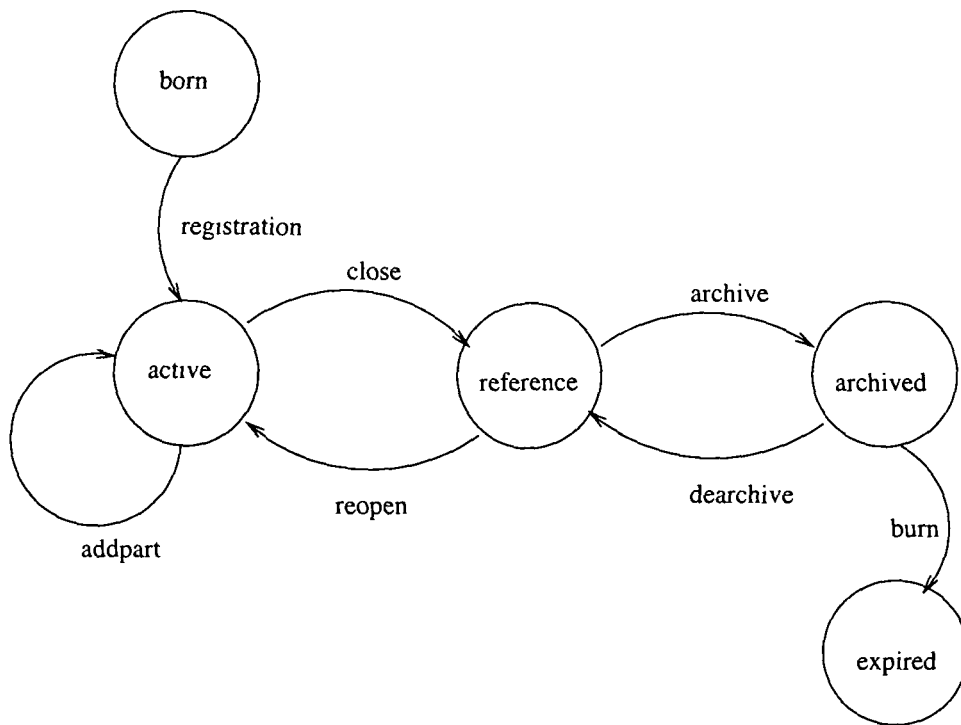 born
registration
close
archive
active
reference
archived
reopen
dearchive
addpart
burn
expired